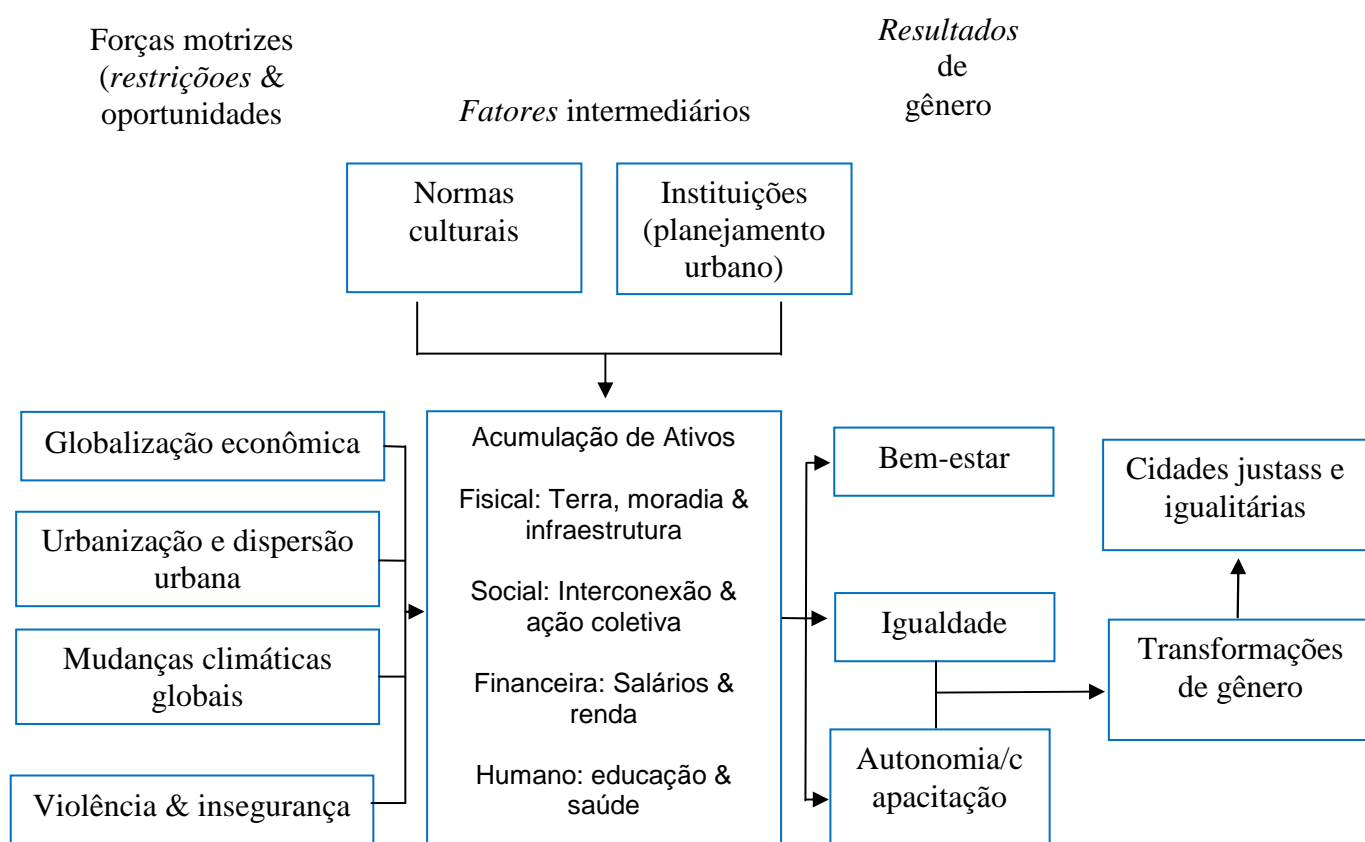 Forças motrizes
(restriçõoes &
oportunidades
Fatores intermediários
Resultados
de
gênero
Normas
culturais
Instituições
(planejamento
urbano)
Globalização econômica
Urbanização e dispersão
urbana
Mudanças climáticas
globais
Violência & insegurança
Acumulação de Ativos
Fisical: Terra, moradia &
infraestrutura
Social: Interconexão &
ação coletiva
Financeira: Salários &
renda
Humano: educação &
saúde
Bem-estar
Igualdade
Autonomia/c
apacitação
Cidades justass e
igualitárias
Transformações
de gênero